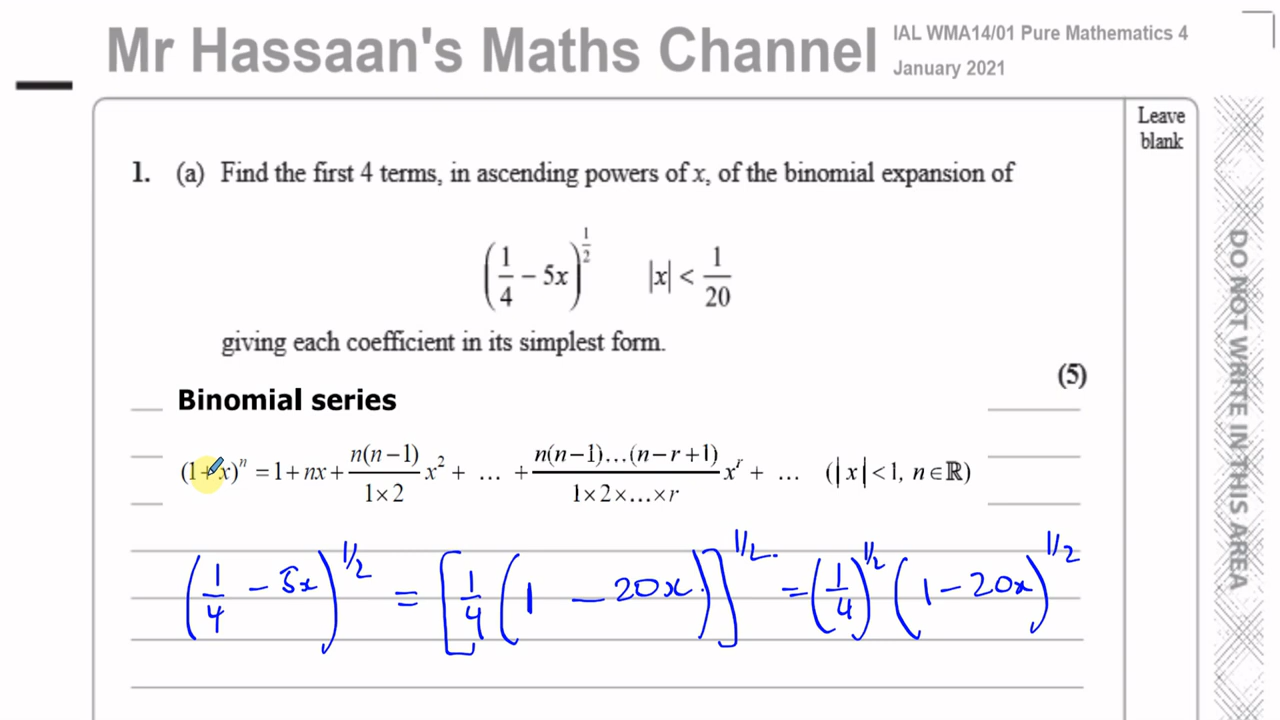 Mr Hassaan's Maths Channel
IAL WMA14/01 Pure Mathematics 4
January 2021
Leave
blank
1. (a) Find the first 4 terms, in ascending powers of x, of the binomial expansion of
(1/4 − 5x)^(1/2) |x| < 1/20
giving each coefficient in its simplest form.
(5)
Binomial series
(1+x)^n = 1 + nx + n(n−1)/(1×2) x^2 + … + n(n−1)…(n−r+1)/(1×2×…×r) x^r + … (|x| < 1, n∈ℝ)
(1/4 − 5x)^(1/2) = [1/4 (1 − 20x)]^(1/2) = (1/4)^(1/2) (1 − 20x)^(1/2)
DO NOT WRITE IN THIS AREA